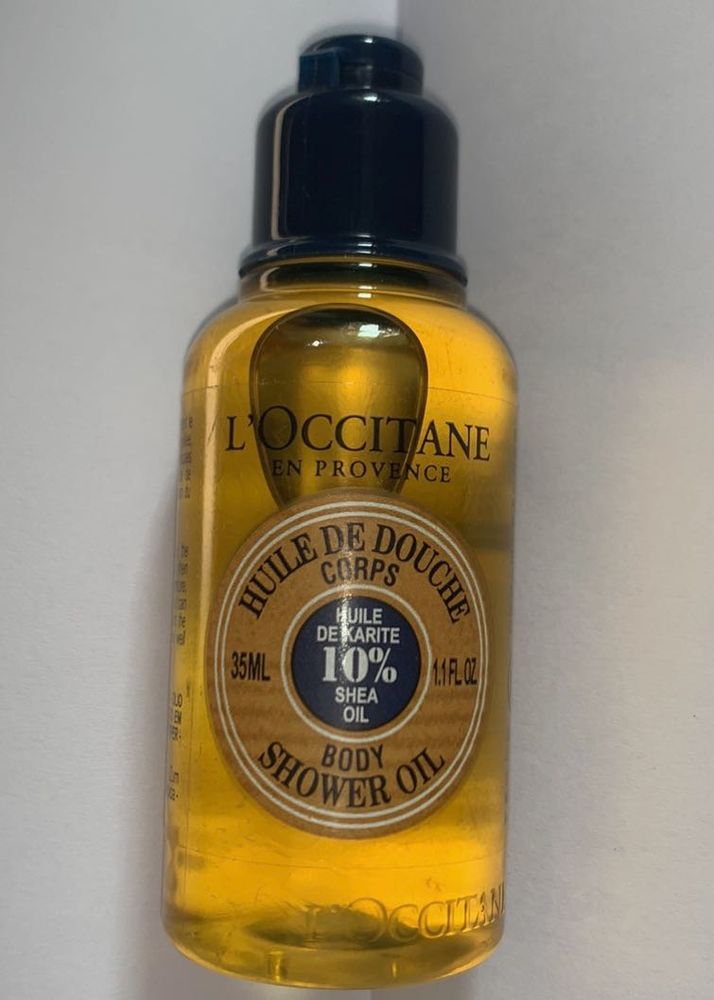 L'OCCITANE
EN PROVENCE
HUILE DE DOUCHE
CORPS
HUILE
DE KARITE
35ML
10%
1.1 FL OZ
SHEA
OIL
BODY
SHOWER OIL
L'OCCITANE